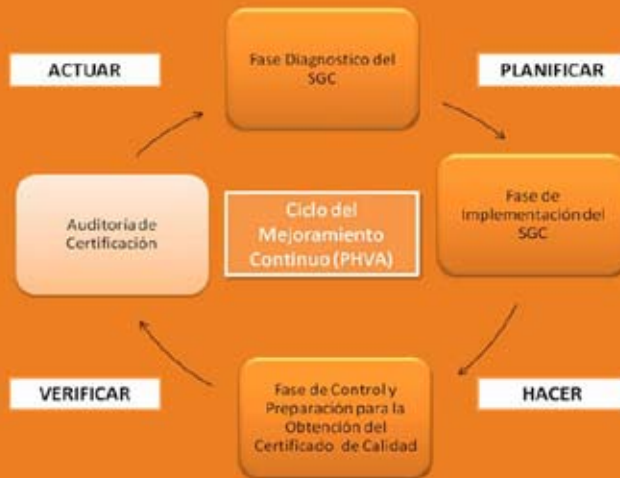 Fase Diagnostico del
SGC
ACTUAR
PLANIFICAR
Auditoría de
Certificación
Ciclo del
Mejoramiento
Continuo (PHVA)
Fase de
Implementación del
SGC
VERIFICAR
HACER
Fase de Control y
Preparación para la
Obtención del
Certificado de Calidad